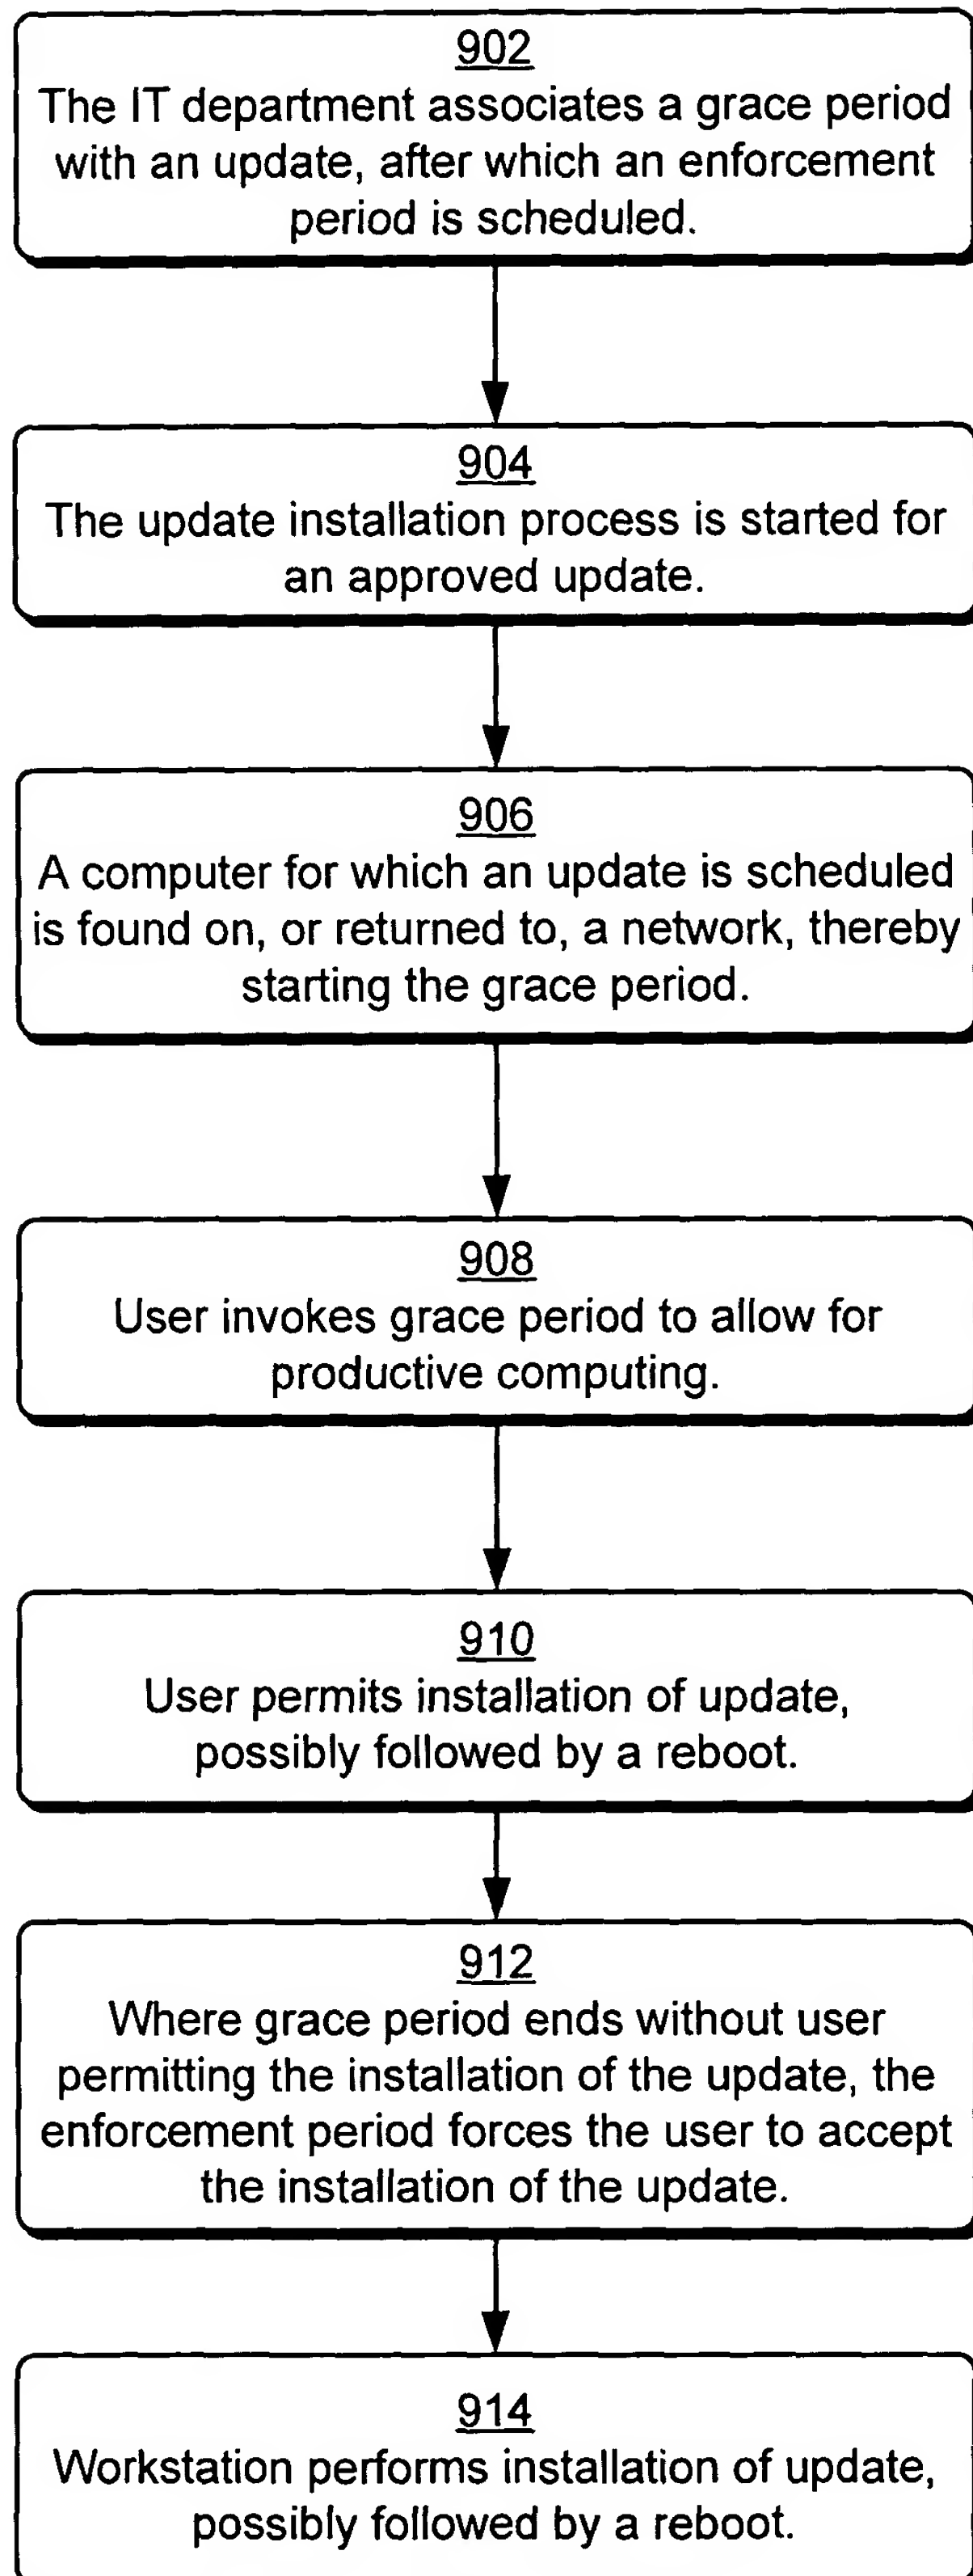 902
The IT department associates a grace period
with an update, after which an enforcement
period is scheduled.
904
The update installation process is started for
an approved update.
906
A computer for which an update is scheduled
is found on, or returned to, a network, thereby
starting the grace period.
908
User invokes grace period to allow for
productive computing.
910
User permits installation of update,
possibly followed by a reboot.
912
Where grace period ends without user
permitting the installation of the update, the
enforcement period forces the user to accept
the installation of the update.
914
Workstation performs installation of update,
possibly followed by a reboot.